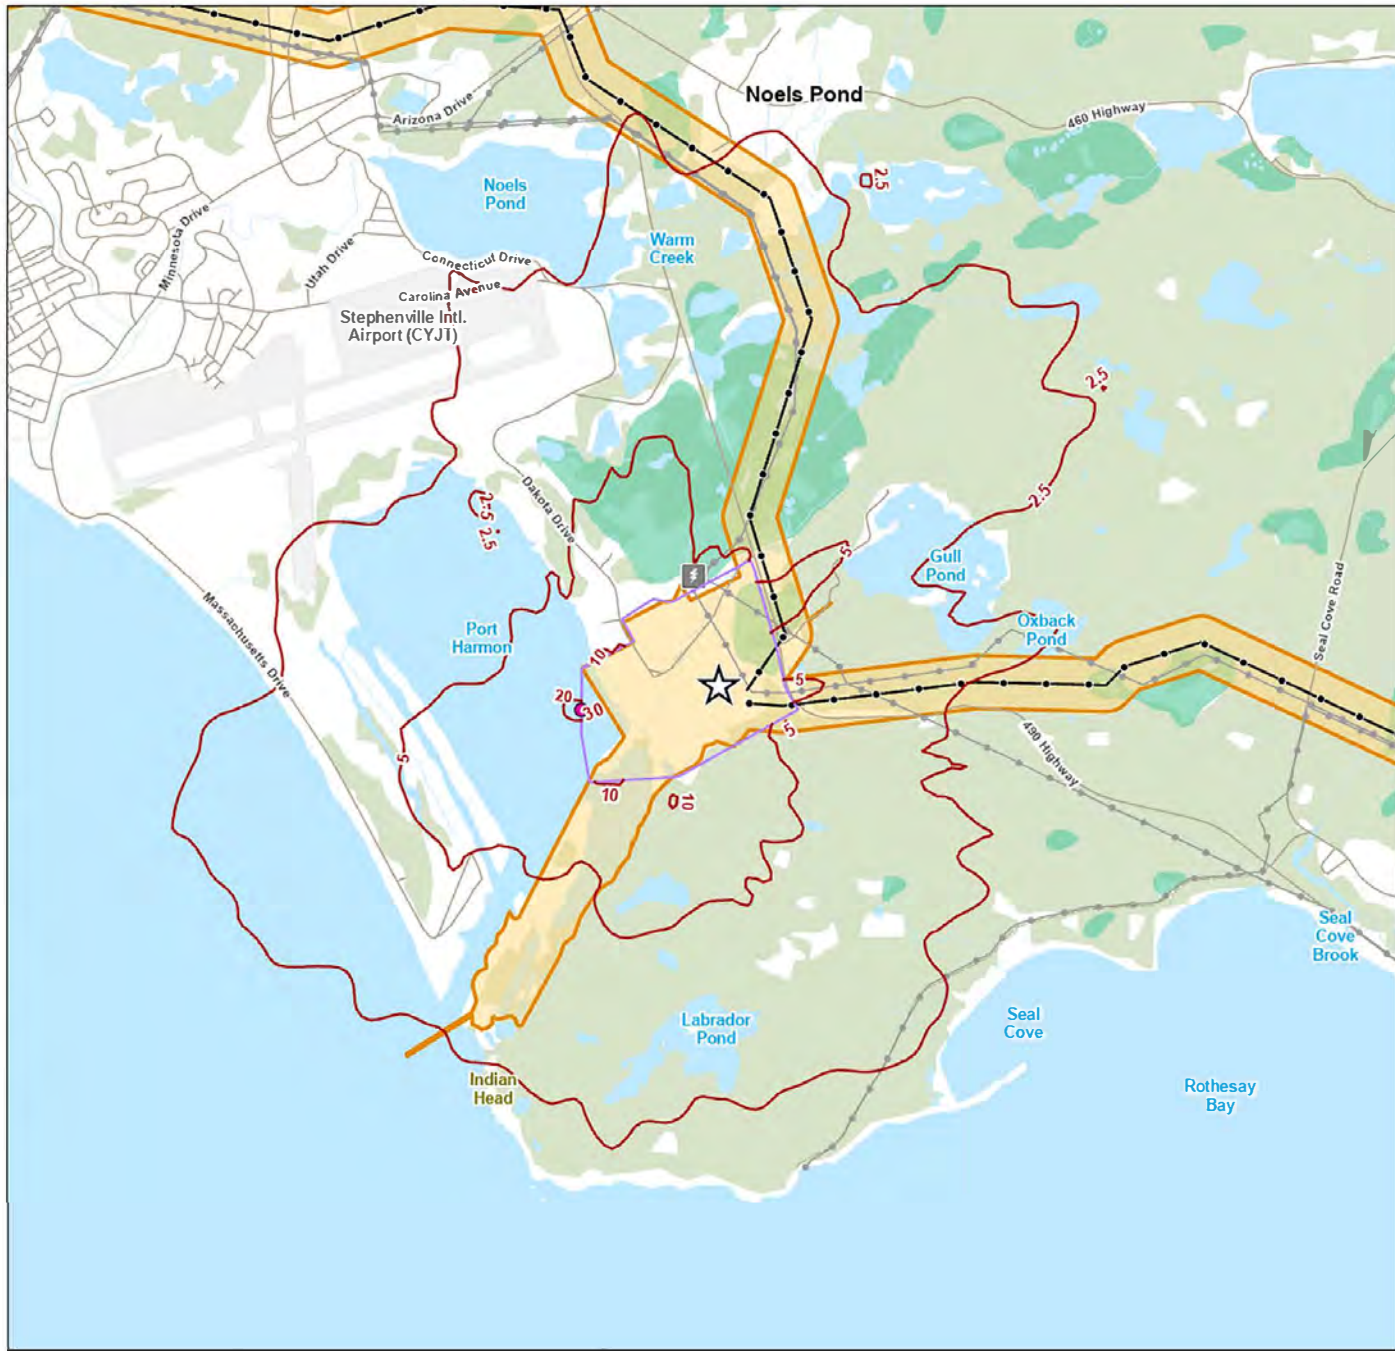 Noels Pond
460 Highway
Arizona Drive
2.5
Noels
Pond
Minnesota Drive
Utah Drive
Warm
Creek
Connecticut Drive
Carolina Avenue
Stephenville Intl.
Airport (CYJT)
2.5
2.5
2.5
2.5
Dakota Drive
5
Gull
Pond
Massachusetts Drive
Port
Harmon
Oxback
Pond
Seal Cove Road
10
5
20
30
5
5
490 Highway
10
10
Seal
Cove
Brook
Labrador
Pond
Seal
Cove
Indian
Head
Rothesay
Bay